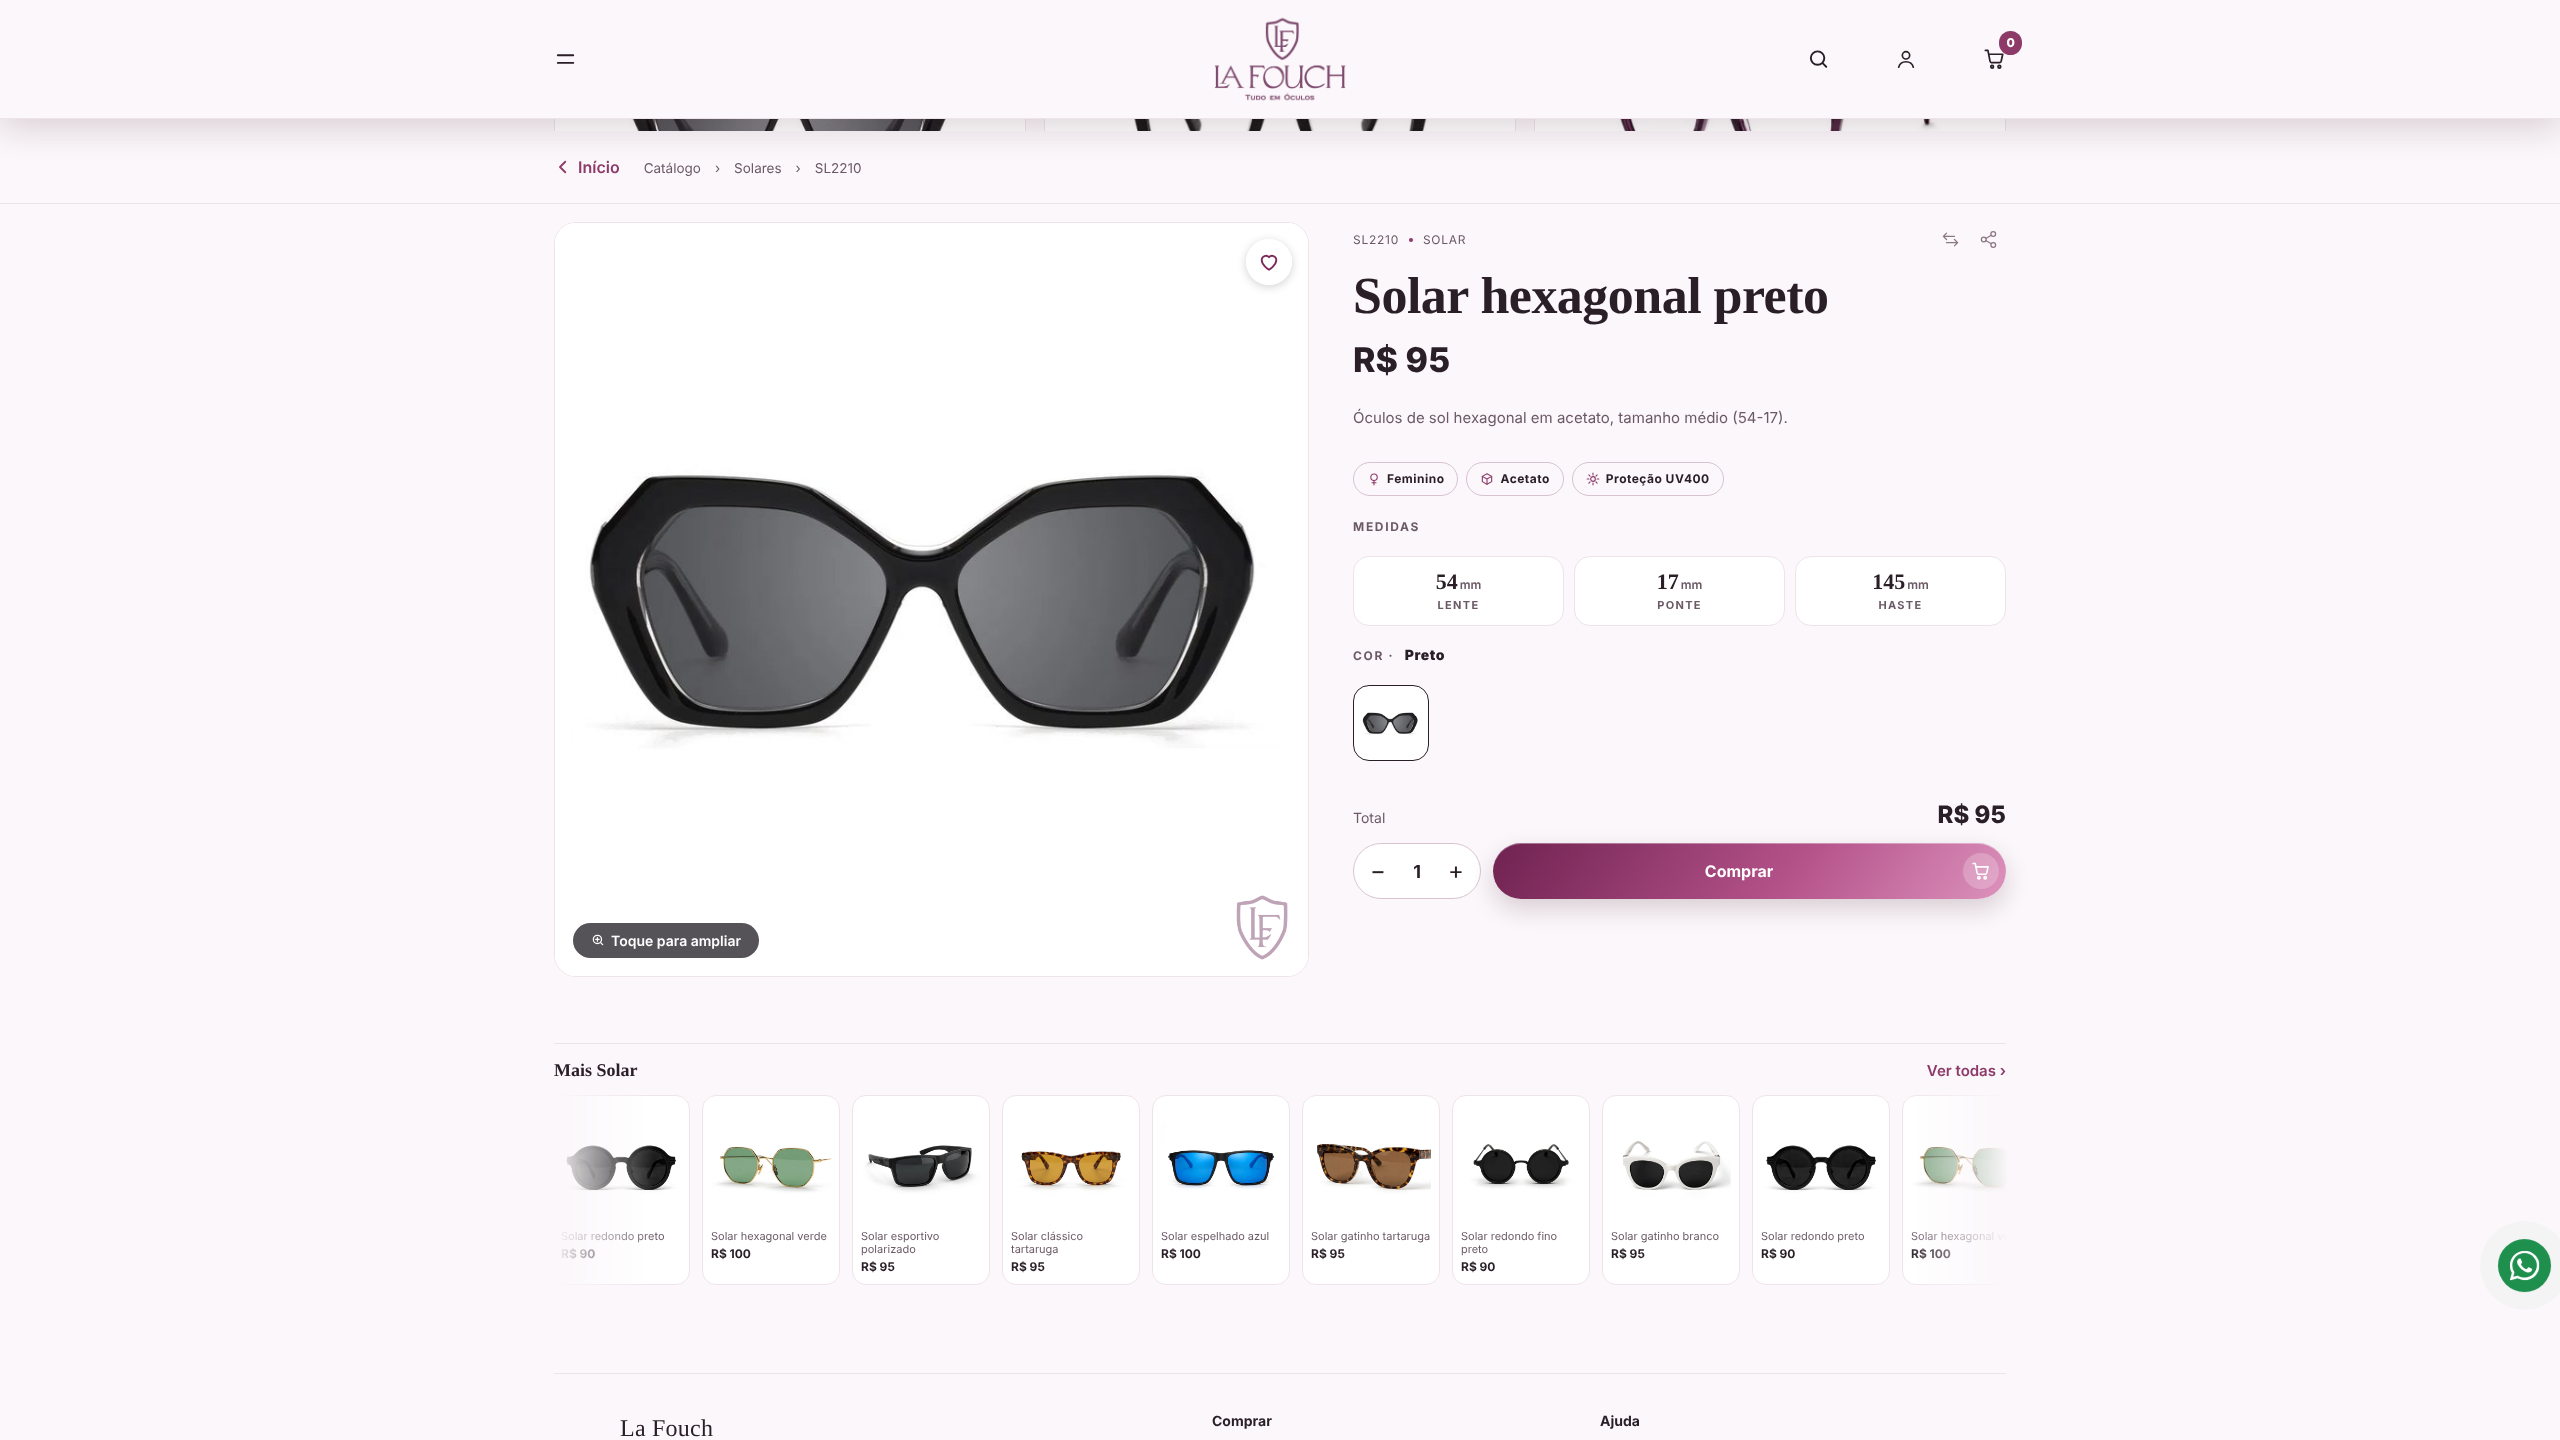 LF
LA FOUCH
TUDO EM ÓCULOS
0
Início Catálogo › Solares › SL2210
SL2210 • SOLAR
Solar hexagonal preto
R$ 95
Óculos de sol hexagonal em acetato, tamanho médio (54-17).
Feminino Acetato Proteção UV400
MEDIDAS
54 mm 17 mm 145 mm
LENTE PONTE HASTE
COR · Preto
Total R$ 95
− 1 + Comprar
Toque para ampliar
LF
Mais Solar Ver todas ›
Solar redondo preto
R$ 90
Solar hexagonal verde
R$ 100
Solar esportivo
polarizado
R$ 95
Solar clássico
tartaruga
R$ 95
Solar espelhado azul
R$ 100
Solar gatinho tartaruga
R$ 95
Solar redondo fino
preto
R$ 90
Solar gatinho branco
R$ 95
Solar redondo preto
R$ 90
Solar hexagonal
R$ 100
La Fouch Comprar Ajuda